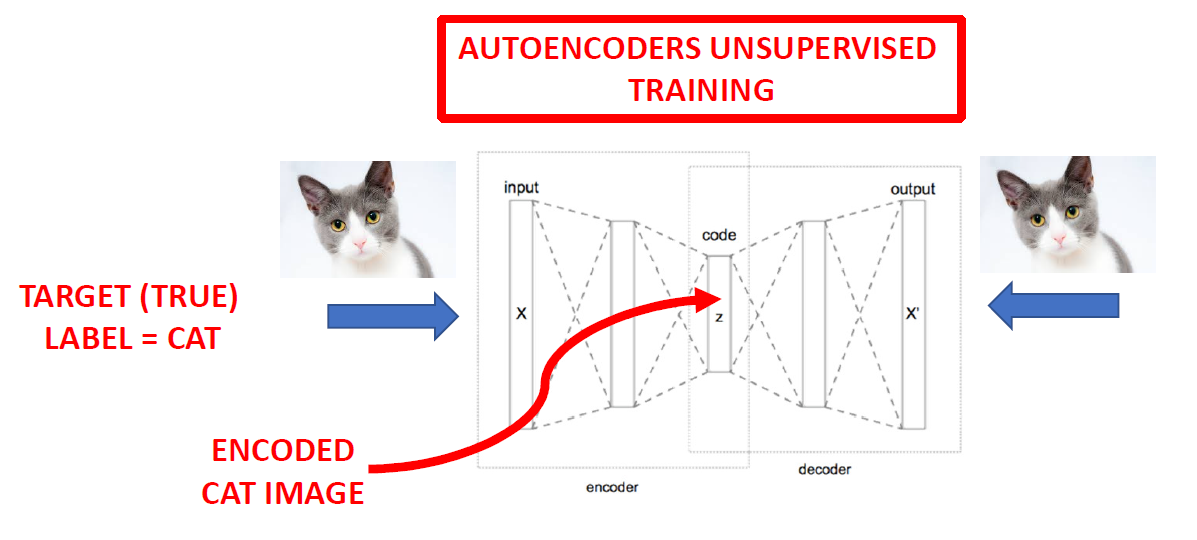 AUTOENCODERS UNSUPERVISED
TRAINING
input
output
code
TARGET (TRUE)
LABEL = CAT
X
z
X'
ENCODED
CAT IMAGE
encoder
decoder